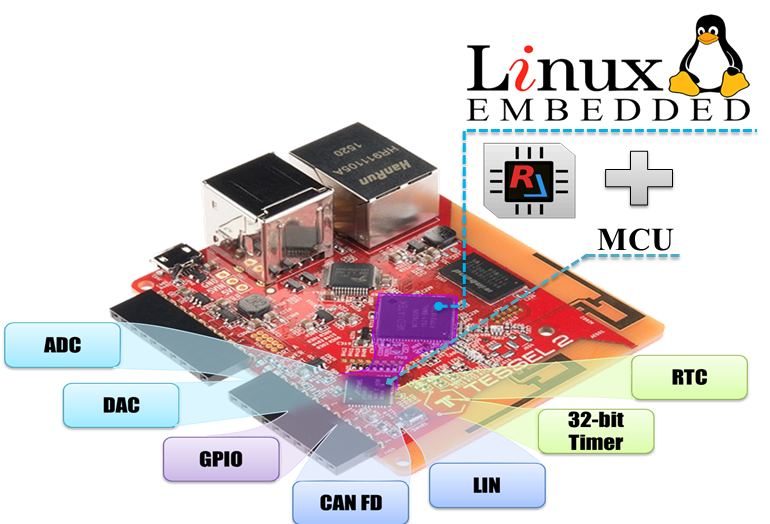 Linux
EMBEDDED
R
MCU
HanRun
HR911105A
1520
TESSEL 2
ADC
DAC
GPIO
CAN FD
LIN
32-bit
Timer
RTC